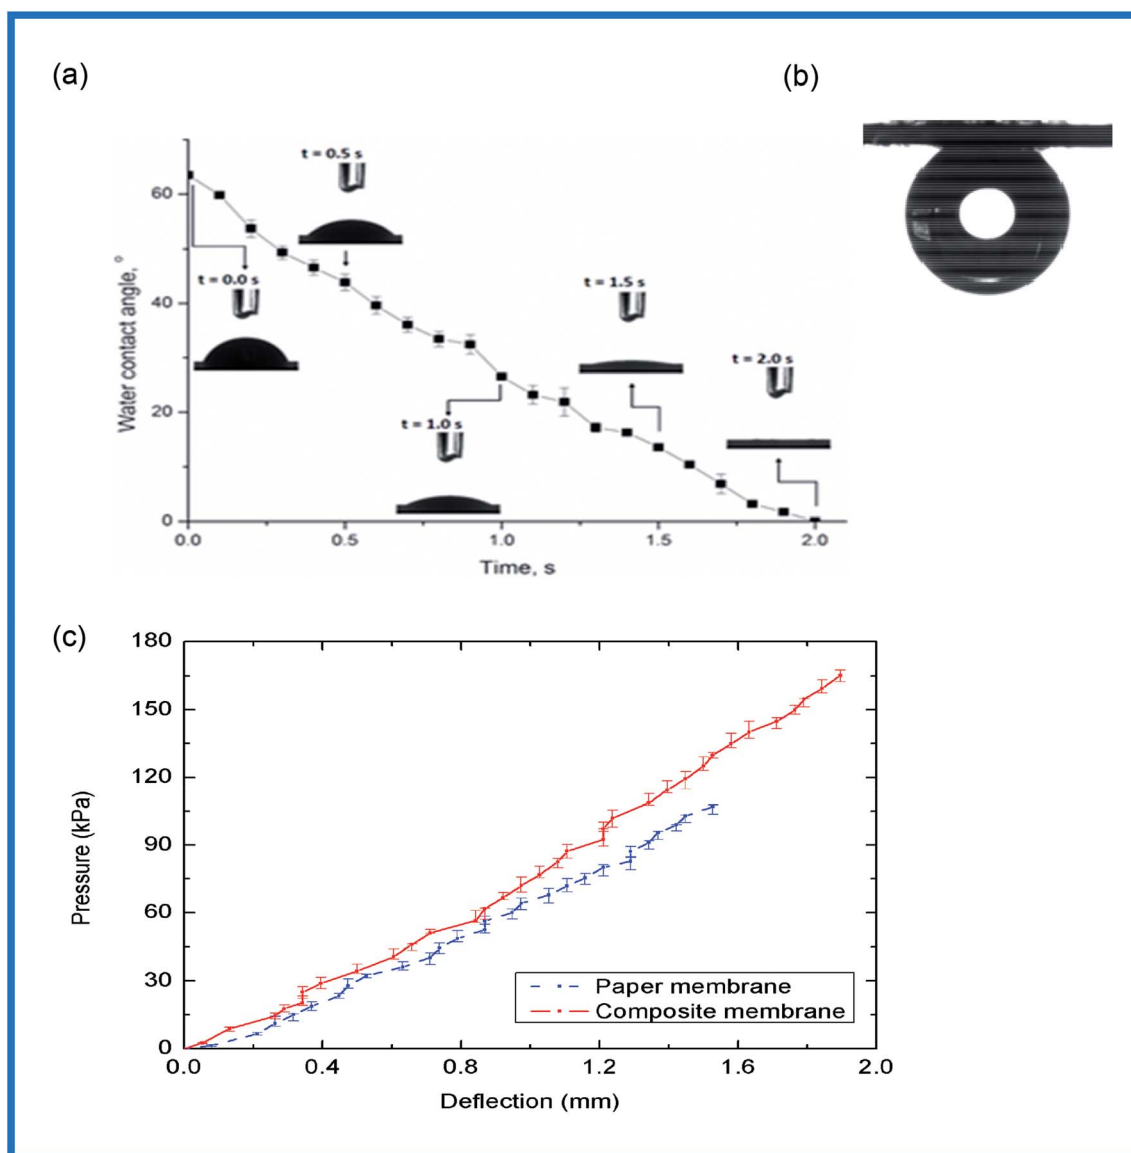 (a)
(b)
t = 0.5 s
60
t = 0.0 s
t = 1.5 s
40
t = 2.0 s
t = 1.0 s
20
0
Water contact angle, °
0.0 0.5 1.0 1.5 2.0
Time, s
(c)
180
150
120
90
60
30
0
Pressure (kPa)
Paper membrane
Composite membrane
0.0 0.4 0.8 1.2 1.6 2.0
Deflection (mm)